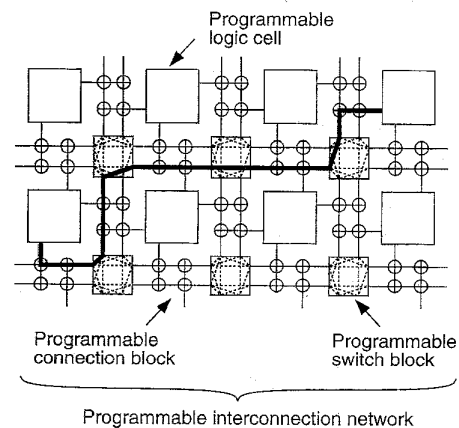 Programmable
logic cell
Programmable
connection block
Programmable
switch block
Programmable interconnection network